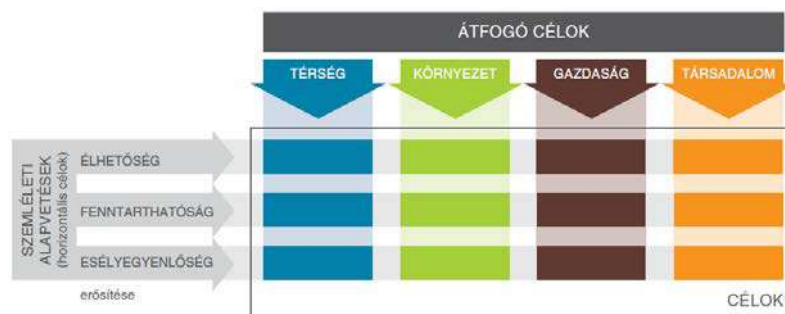 ÁTFOGÓ CÉLOK
TÉRSÉG
KÖRNYEZET
GAZDASÁG
TÁRSADALOM
SZEMLÉLETI
ALAPVETÉSEK
(horizontális célok)
ÉLHETŐSÉG
FENNTARTHATÓSÁG
ESÉLYEGYENLŐSÉG
erősítése
CÉLOK